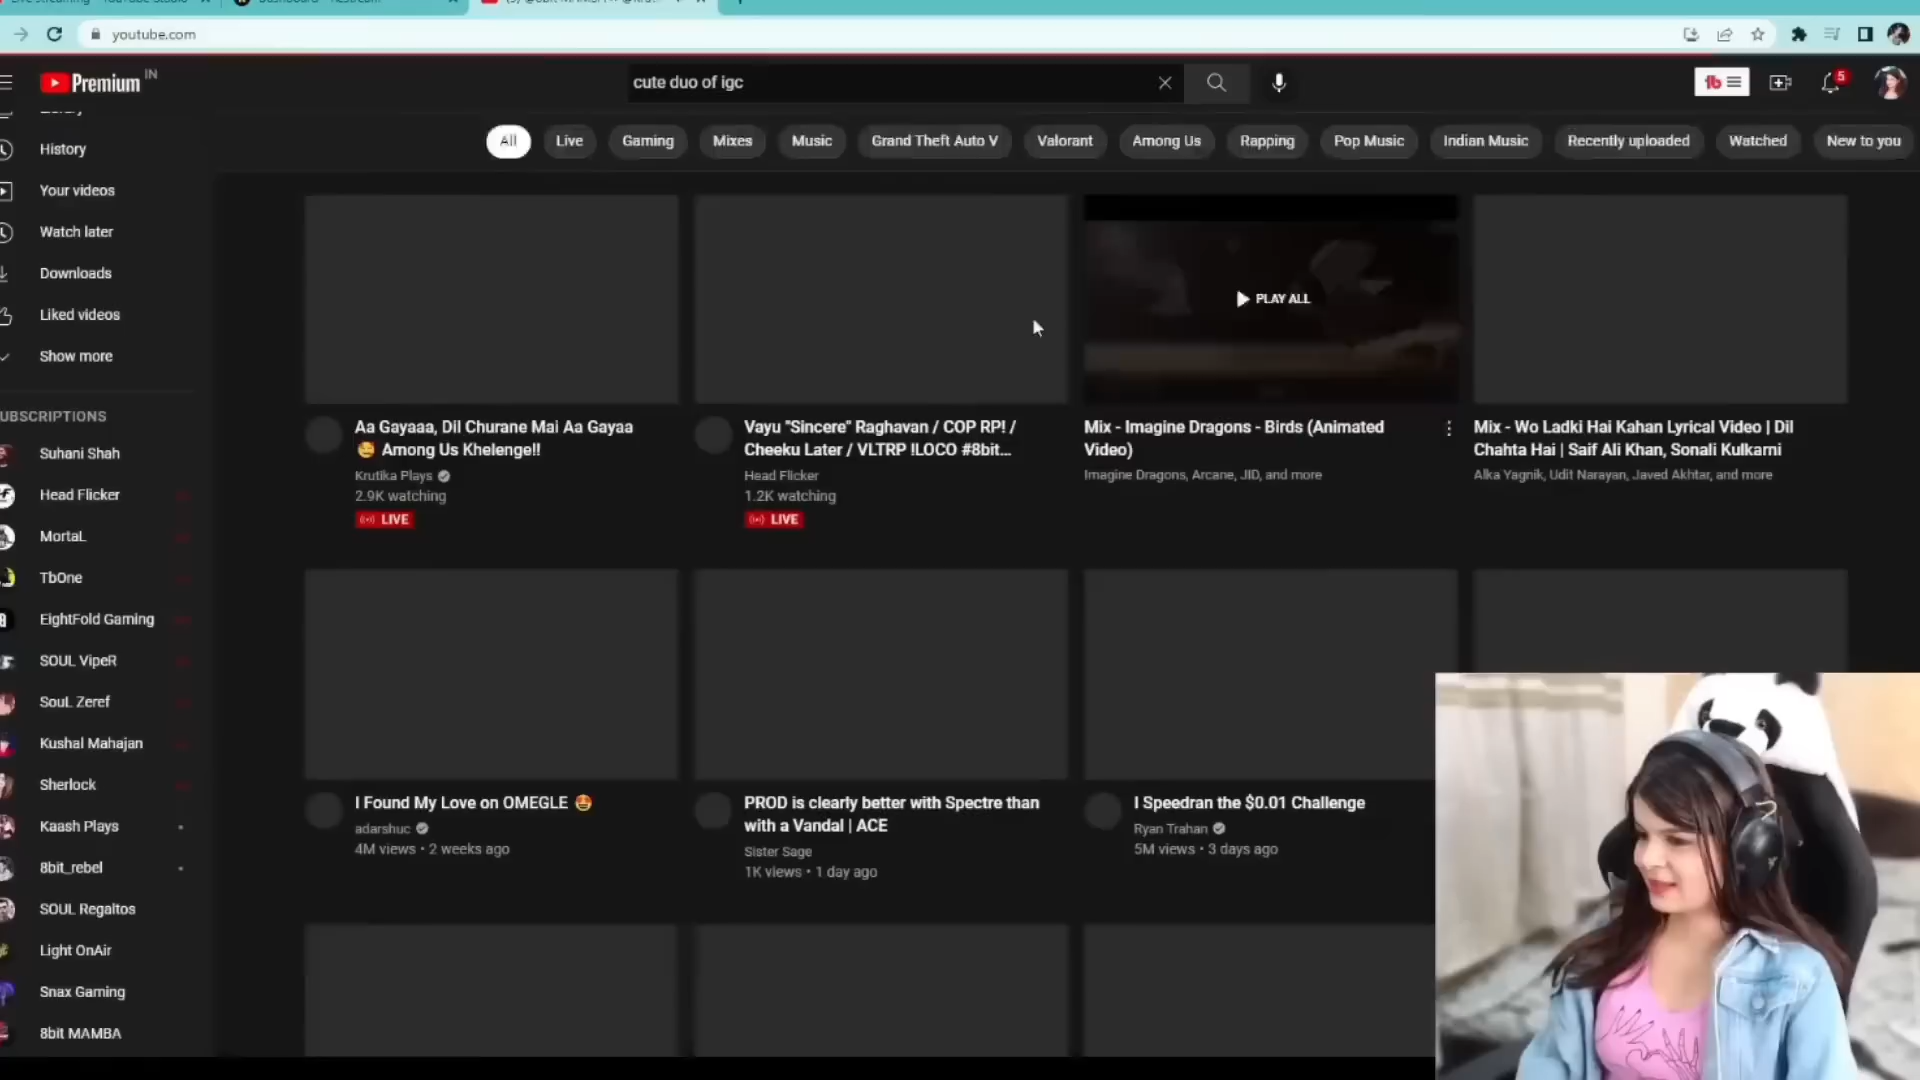 youtube.com
Premium IN
cute duo of igc
5
All
Live
Gaming
Mixes
Music
Grand Theft Auto V
Valorant
Among Us
Rapping
Pop Music
Indian Music
Recently uploaded
Watched
New to you
History
Your videos
Watch later
Downloads
Liked videos
Show more
UBSCRIPTIONS
Suhani Shah
Head Flicker
MortaL
TbOne
EightFold Gaming
SOUL VipeR
SouL Zeref
Kushal Mahajan
Sherlock
Kaash Plays
8bit_rebel
SOUL Regaltos
Light OnAir
Snax Gaming
8bit MAMBA
Aa Gayaaa, Dil Churane Mai Aa Gayaa
🥰 Among Us Khelenge!!
Krutika Plays
2.9K watching
LIVE
Vayu "Sincere" Raghavan / COP RP! /
Cheeku Later / VLTRP !LOCO #8bit...
Head Flicker
1.2K watching
LIVE
PLAY ALL
Mix - Imagine Dragons - Birds (Animated
Video)
Imagine Dragons, Arcane, JID, and more
Mix - Wo Ladki Hai Kahan Lyrical Video | Dil
Chahta Hai | Saif Ali Khan, Sonali Kulkarni
Alka Yagnik, Udit Narayan, Javed Akhtar, and more
I Found My Love on OMEGLE 🤩
adarshuc
4M views • 2 weeks ago
PROD is clearly better with Spectre than
with a Vandal | ACE
Sister Sage
1K views • 1 day ago
I Speedran the $0.01 Challenge
Ryan Trahan
5M views • 3 days ago